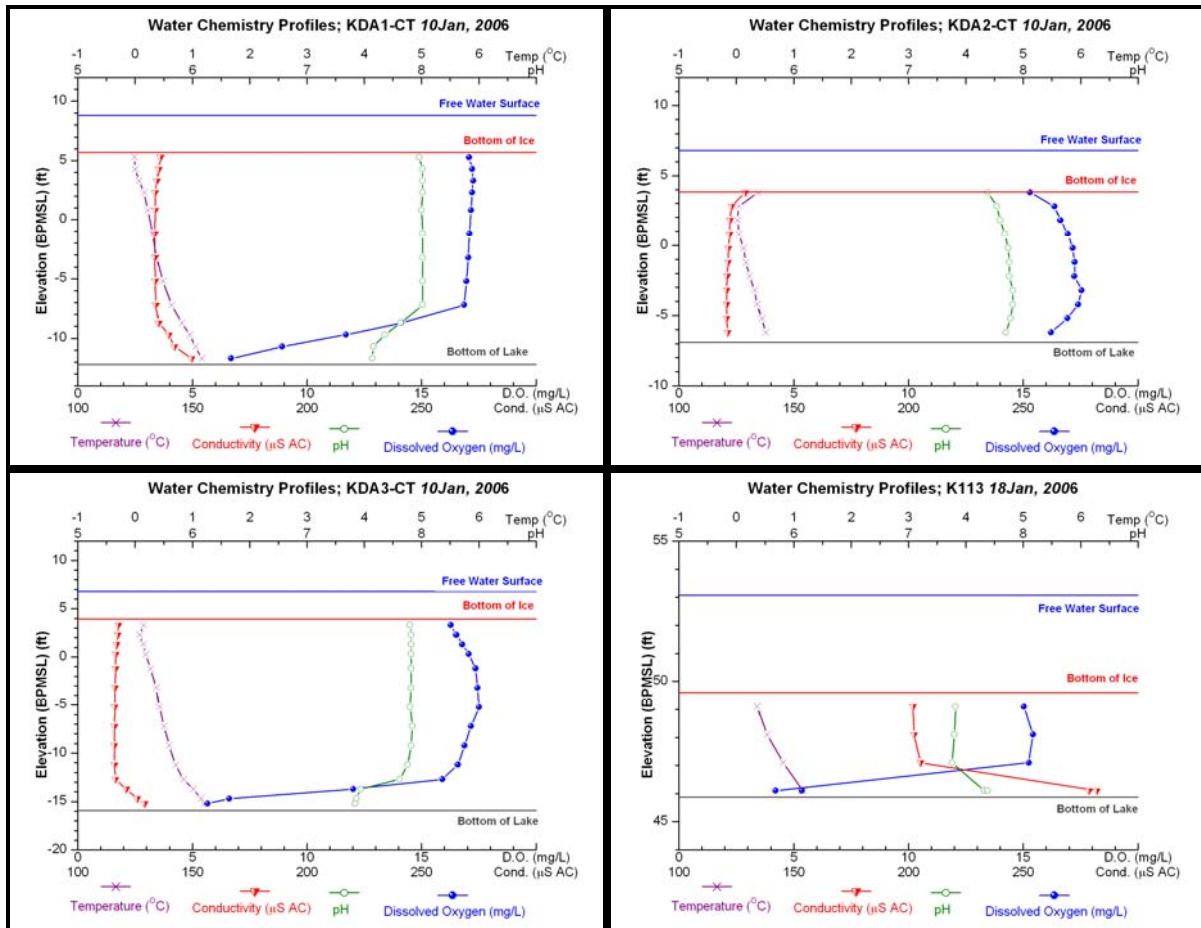 Water Chemistry Profiles; KDA1-CT 10Jan, 2006
-1 0 1 2 3 4 5 6 Temp (°C)
5 6 7 8 pH
Elevation (BPMSL) (ft)
10
5
0
-5
-10
Free Water Surface
Bottom of Ice
Bottom of Lake
0 5 10 15 D.O. (mg/L)
100 150 200 250 Cond. (µS AC)
Temperature (°C) Conductivity (µS AC) pH Dissolved Oxygen (mg/L)
Water Chemistry Profiles; KDA2-CT 10Jan, 2006
-1 0 1 2 3 4 5 6 Temp (°C)
5 6 7 8 pH
Elevation (BPMSL) (ft)
10
5
0
-5
-10
Free Water Surface
Bottom of Ice
Bottom of Lake
0 5 10 15 D.O. (mg/L)
100 150 200 250 Cond. (µS AC)
Temperature (°C) Conductivity (µS AC) pH Dissolved Oxygen (mg/L)
Water Chemistry Profiles; KDA3-CT 10Jan, 2006
-1 0 1 2 3 4 5 6 Temp (°C)
5 6 7 8 pH
Elevation (BPMSL) (ft)
10
5
0
-5
-10
-15
-20
Free Water Surface
Bottom of Ice
Bottom of Lake
0 5 10 15 D.O. (mg/L)
100 150 200 250 Cond. (µS AC)
Temperature (°C) Conductivity (µS AC) pH Dissolved Oxygen (mg/L)
Water Chemistry Profiles; K113 18Jan, 2006
-1 0 1 2 3 4 5 6 Temp (°C)
5 6 7 8 pH
Elevation (BPMSL) (ft)
55
50
45
Free Water Surface
Bottom of Ice
Bottom of Lake
0 5 10 15 D.O. (mg/L)
100 150 200 250 Cond. (µS AC)
Temperature (°C) Conductivity (µS AC) pH Dissolved Oxygen (mg/L)